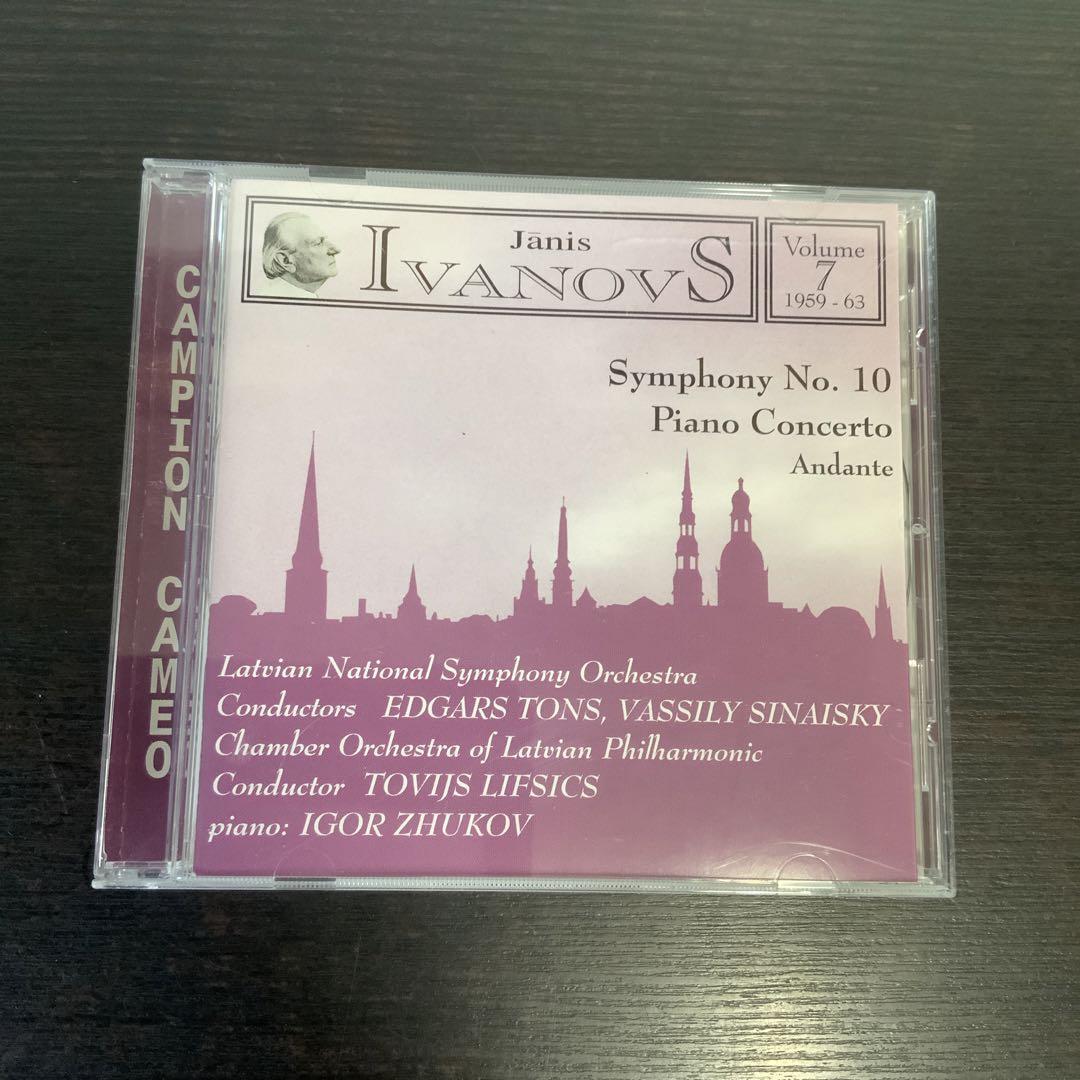 CAMPION CAMEO
Jānis
IVANOVS
Volume
7
1959 - 63
Symphony No. 10
Piano Concerto
Andante
Latvian National Symphony Orchestra
Conductors EDGARS TONS, VASSILY SINAISKY
Chamber Orchestra of Latvian Philharmonic
Conductor TOVIJS LIFSICS
piano: IGOR ZHUKOV